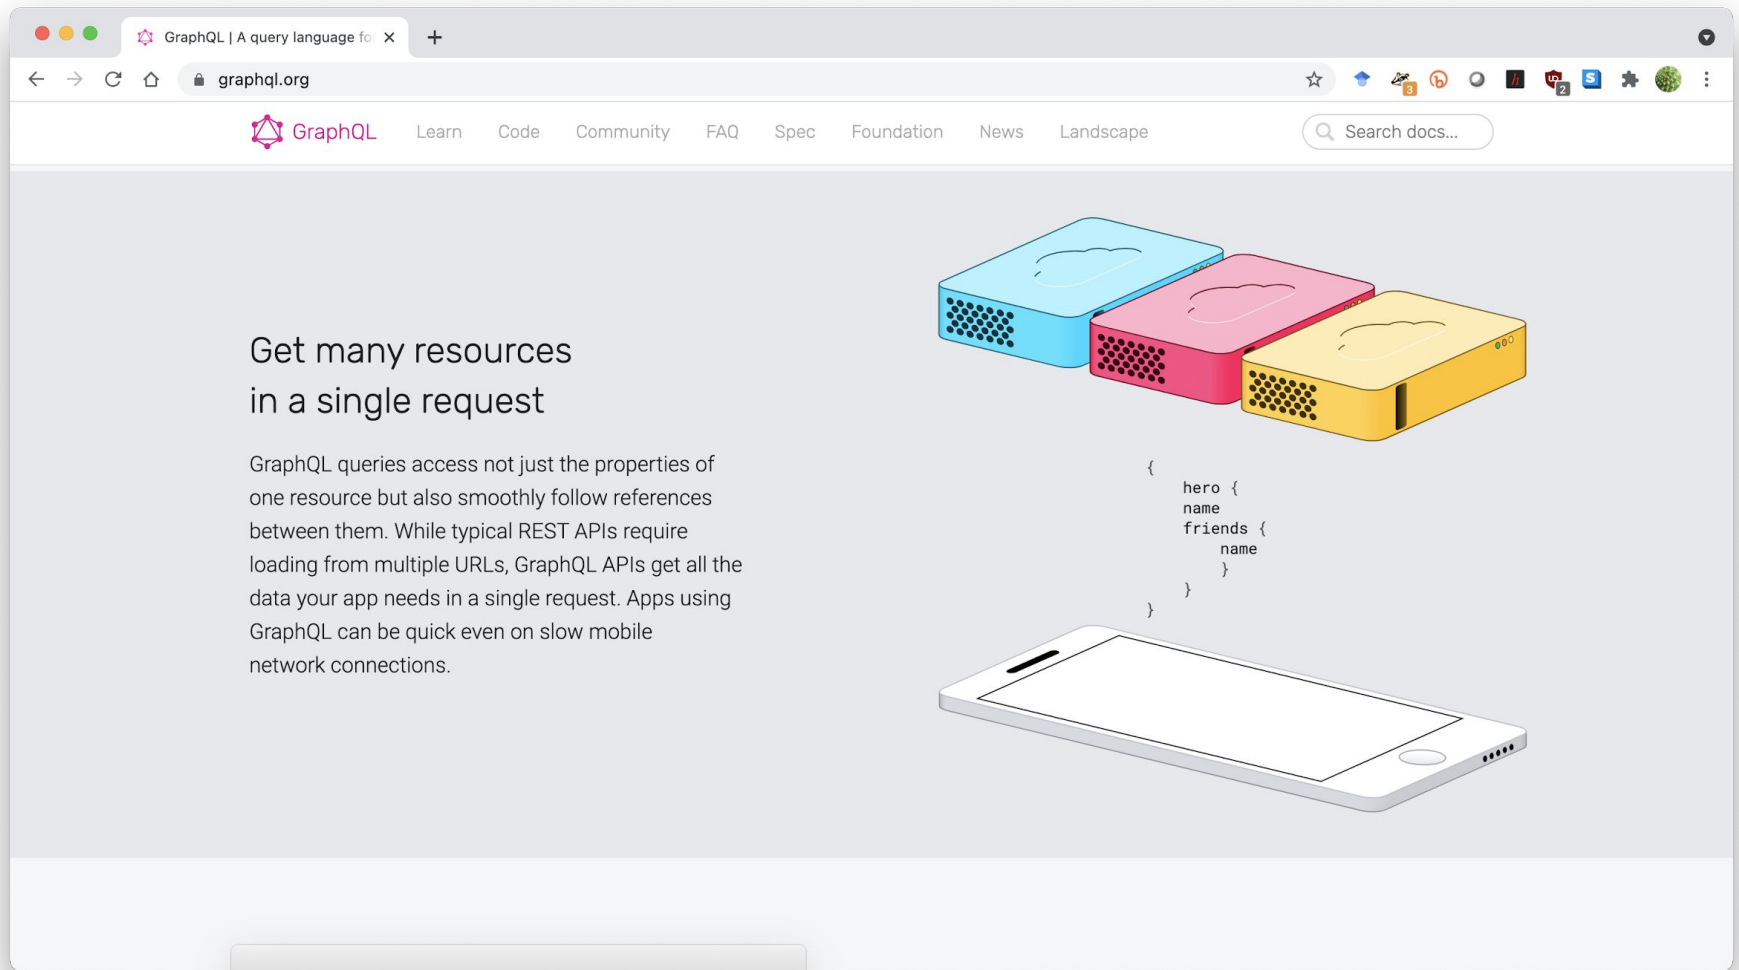 GraphQL | A query language fo
graphql.org
3
2
GraphQL Learn Code Community FAQ Spec Foundation News Landscape Search docs...
Get many resources
in a single request
GraphQL queries access not just the properties of
one resource but also smoothly follow references
between them. While typical REST APIs require
loading from multiple URLs, GraphQL APIs get all the
data your app needs in a single request. Apps using
GraphQL can be quick even on slow mobile
network connections.
{
hero {
name
friends {
name
}
}
}